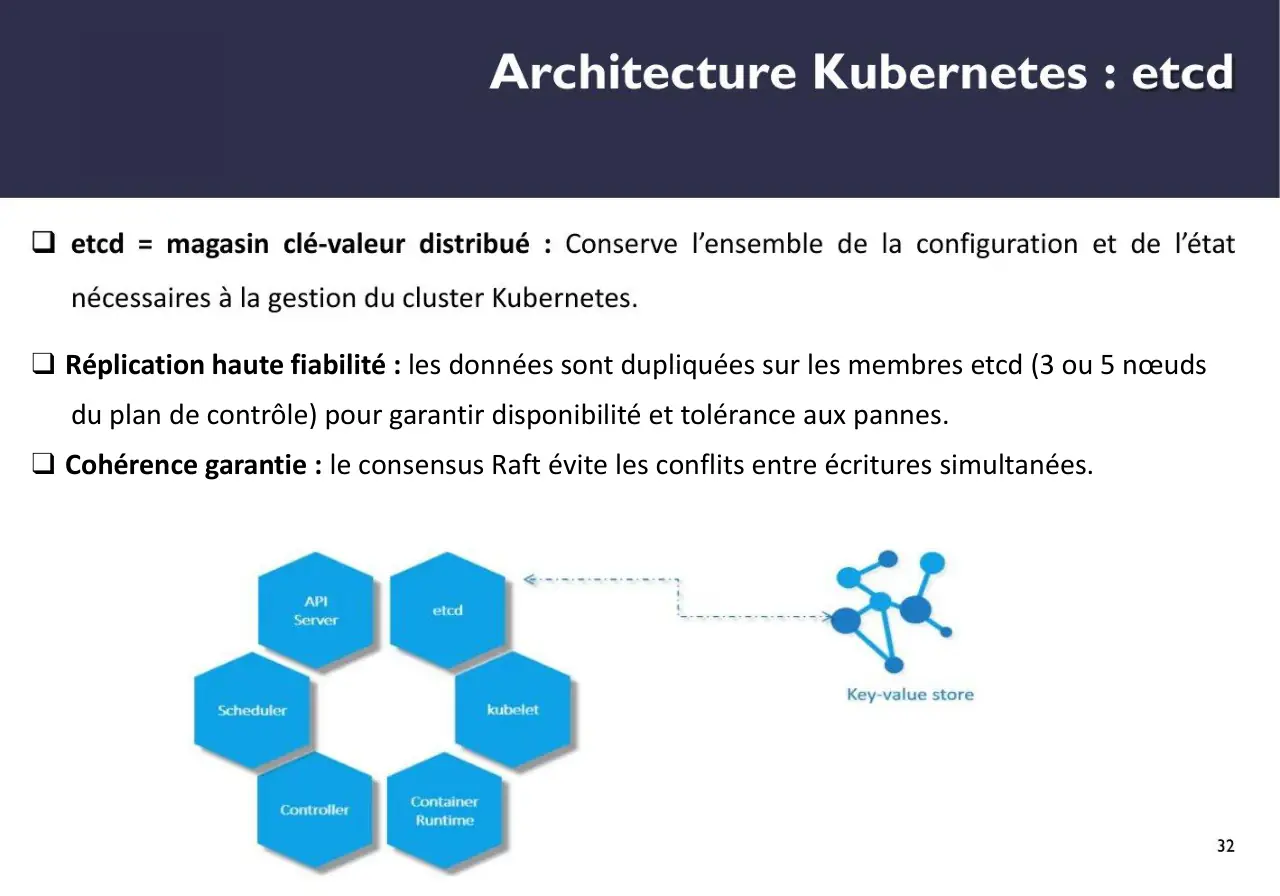 Architecture Kubernetes : etcd
❑ etcd = magasin clé-valeur distribué : Conserve l’ensemble de la configuration et de l’état
nécessaires à la gestion du cluster Kubernetes.
❑ Réplication haute fiabilité : les données sont dupliquées sur les membres etcd (3 ou 5 nœuds
du plan de contrôle) pour garantir disponibilité et tolérance aux pannes.
❑ Cohérence garantie : le consensus Raft évite les conflits entre écritures simultanées.
API
Server
etcd
Scheduler
kubelet
Controller
Container
Runtime
Key-value store
32